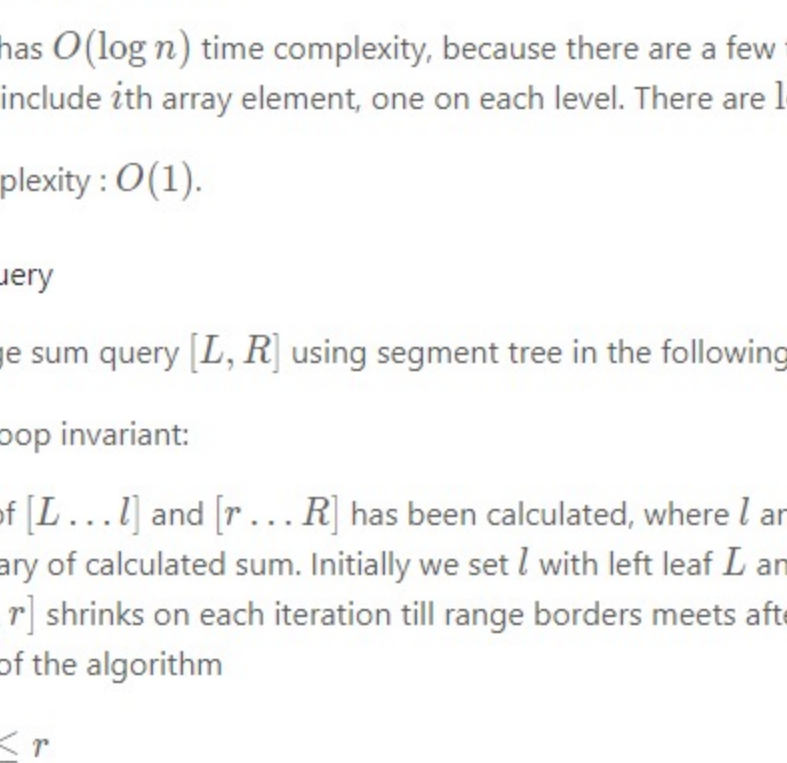 has O(log n) time complexity, because there are a few
include ith array element, one on each level. There are
plexity : O(1).
uery
ge sum query [L, R] using segment tree in the following
oop invariant:
of [L … l] and [r … R] has been calculated, where l
ary of calculated sum. Initially we set l with left leaf L
r] shrinks on each iteration till range borders meets
of the algorithm
≤ r